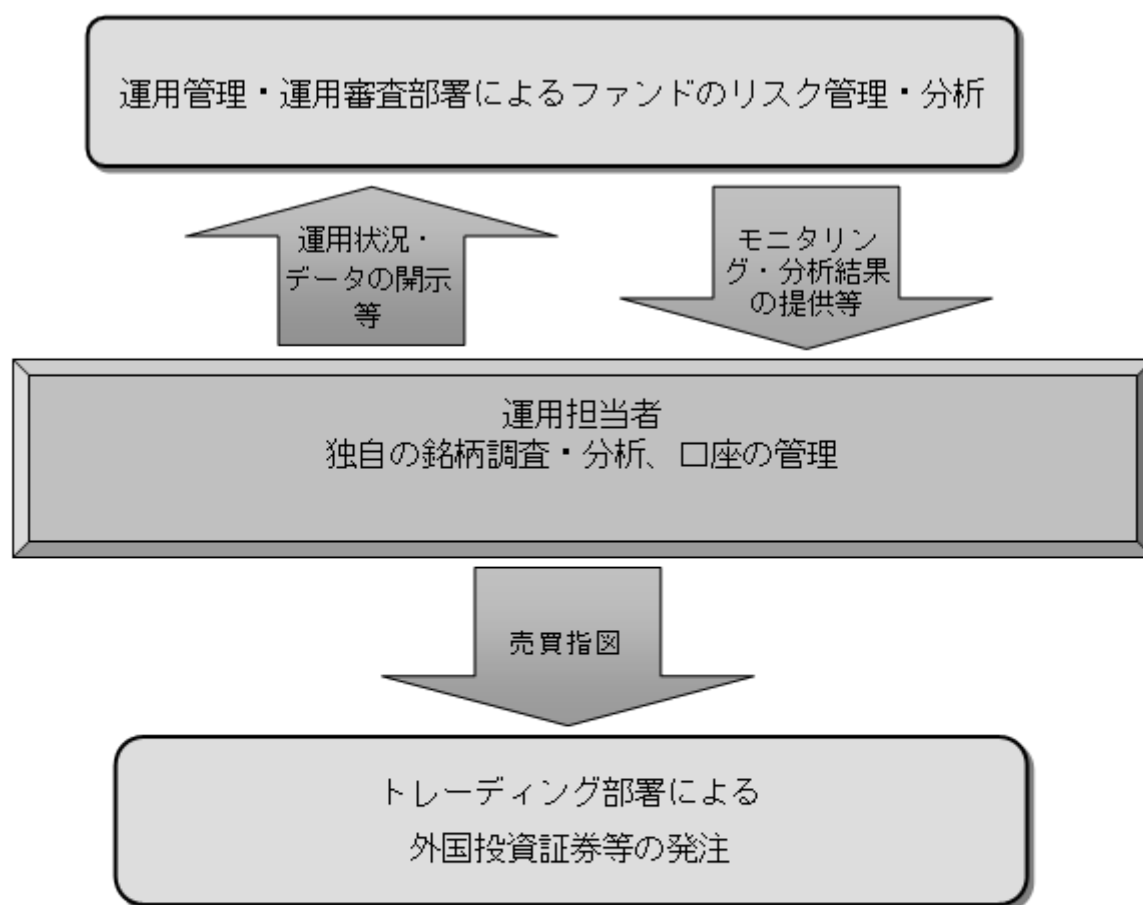 運用管理・運用審査部署によるファンドのリスク管理・分析
運用状況・
データの開示
等
モニタリン
グ・分析結果
の提供等
運用担当者
独自の銘柄調査・分析、口座の管理
売買指図
トレーディング部署による
外国投資証券等の発注